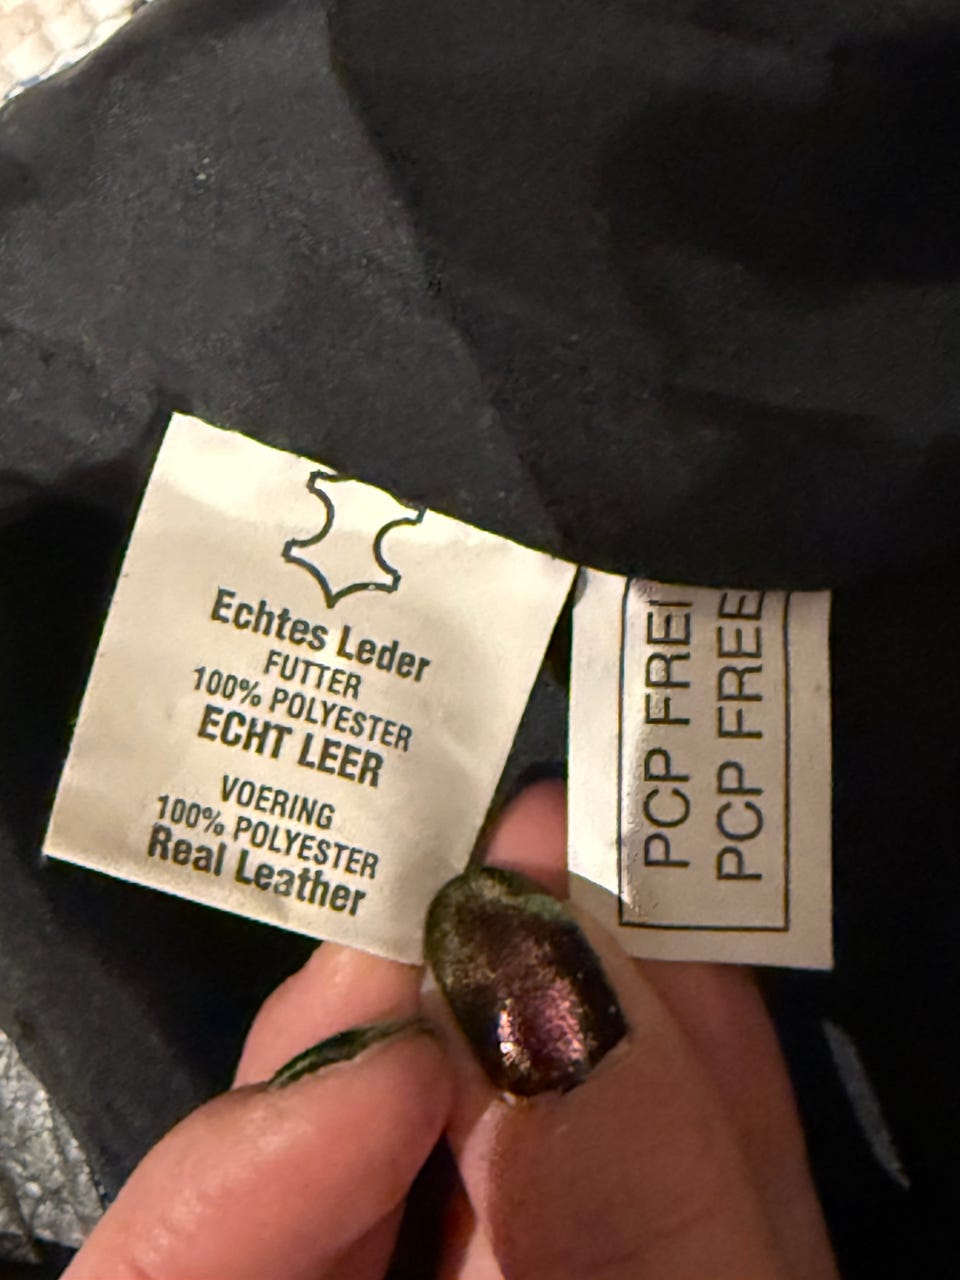 Echtes Leder
FUTTER
100% POLYESTER
ECHT LEER
VOERING
100% POLYESTER
Real Leather
PCP FREI
PCP FREE